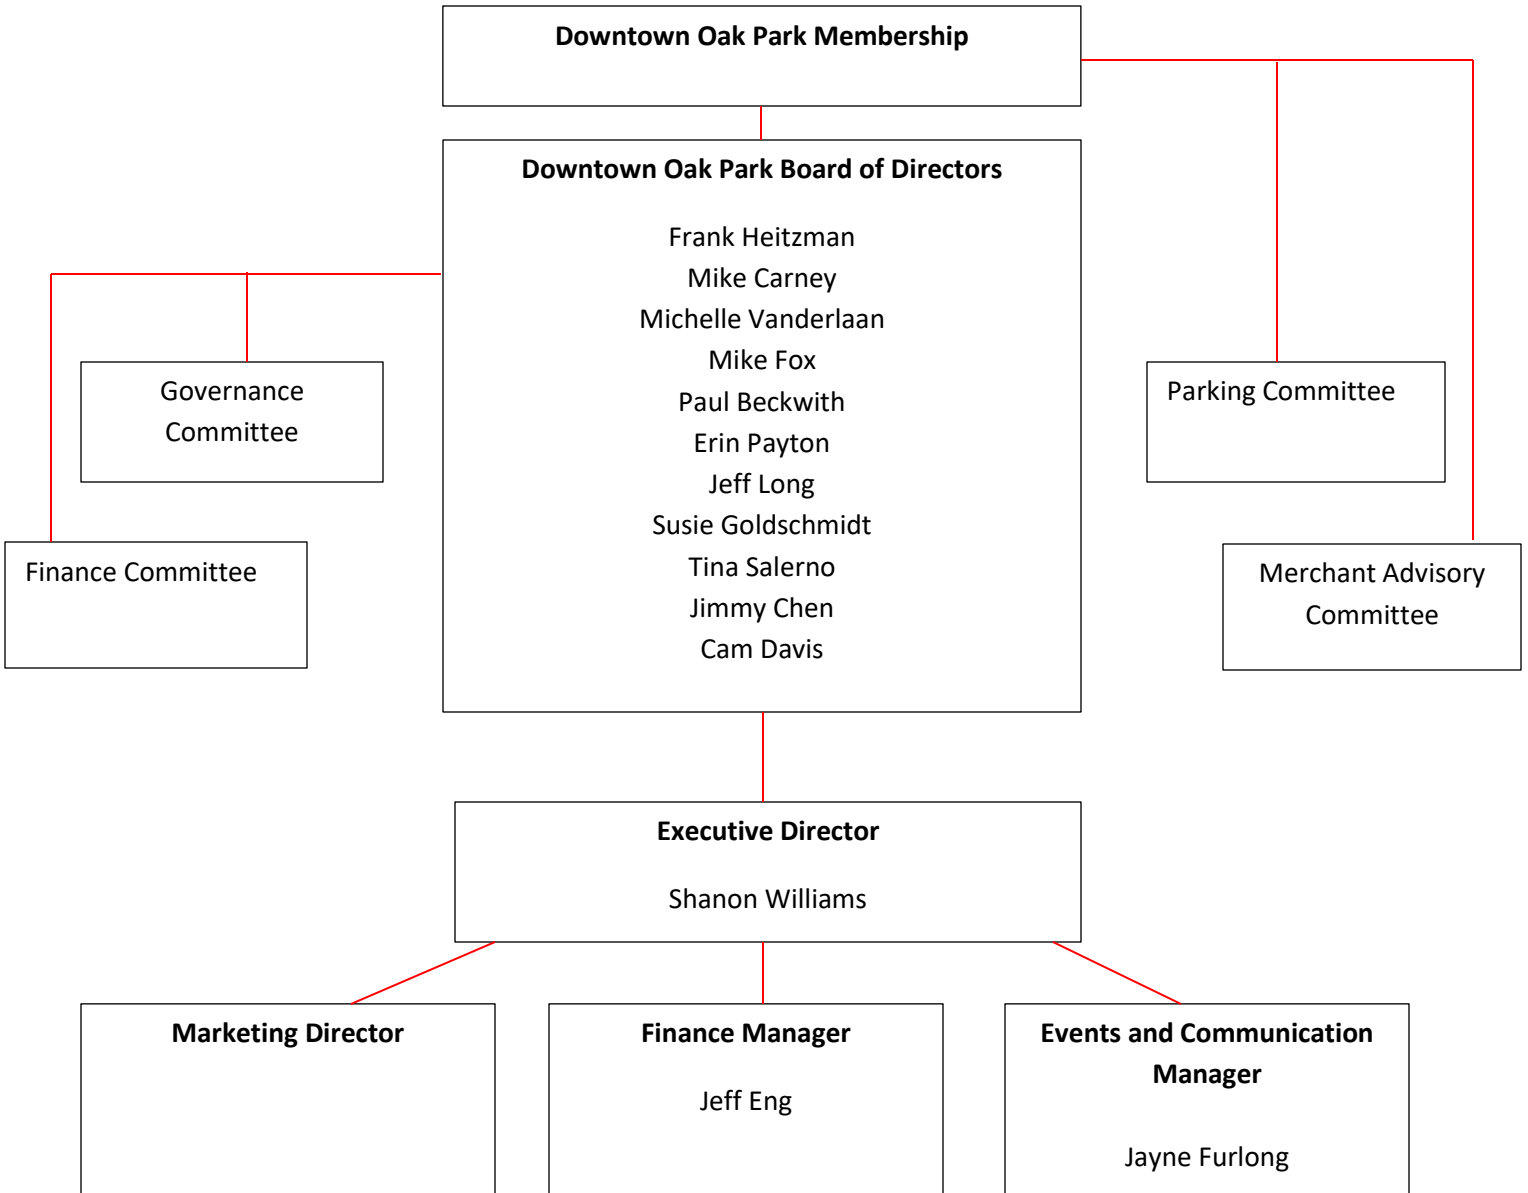 Downtown Oak Park Membership
Downtown Oak Park Board of Directors
Frank Heitzman
Mike Carney
Michelle Vanderlaan
Mike Fox
Paul Beckwith
Erin Payton
Jeff Long
Susie Goldschmidt
Tina Salerno
Jimmy Chen
Cam Davis
Governance
Committee
Finance Committee
Parking Committee
Merchant Advisory
Committee
Executive Director
Shanon Williams
Marketing Director
Finance Manager
Jeff Eng
Events and Communication
Manager
Jayne Furlong